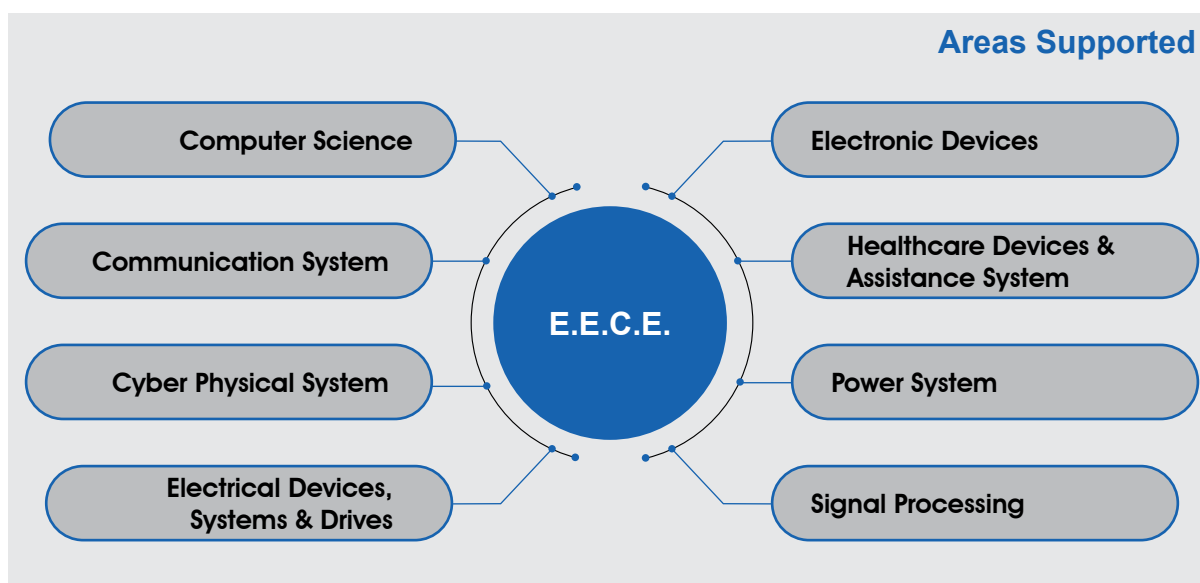 Areas Supported
Computer Science
Communication System
Cyber Physical System
Electrical Devices,
Systems & Drives
E.E.C.E.
Electronic Devices
Healthcare Devices &
Assistance System
Power System
Signal Processing